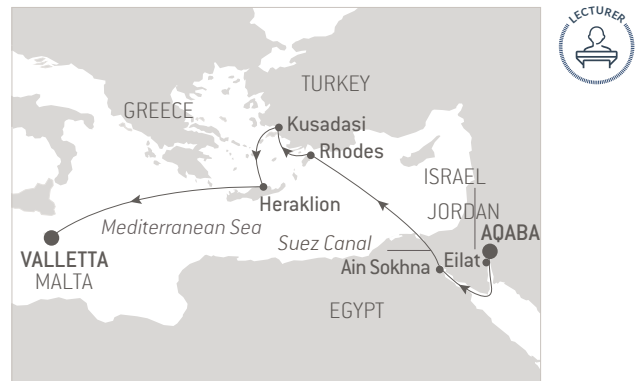 LECTURER
TURKEY
GREECE
Kusadasi
Rhodes
ISRAEL
Heraklion
JORDAN
Mediterranean Sea
AQABA
Suez Canal
VALLETTA
MALTA
Ain Sokhna
Eilat
EGYPT